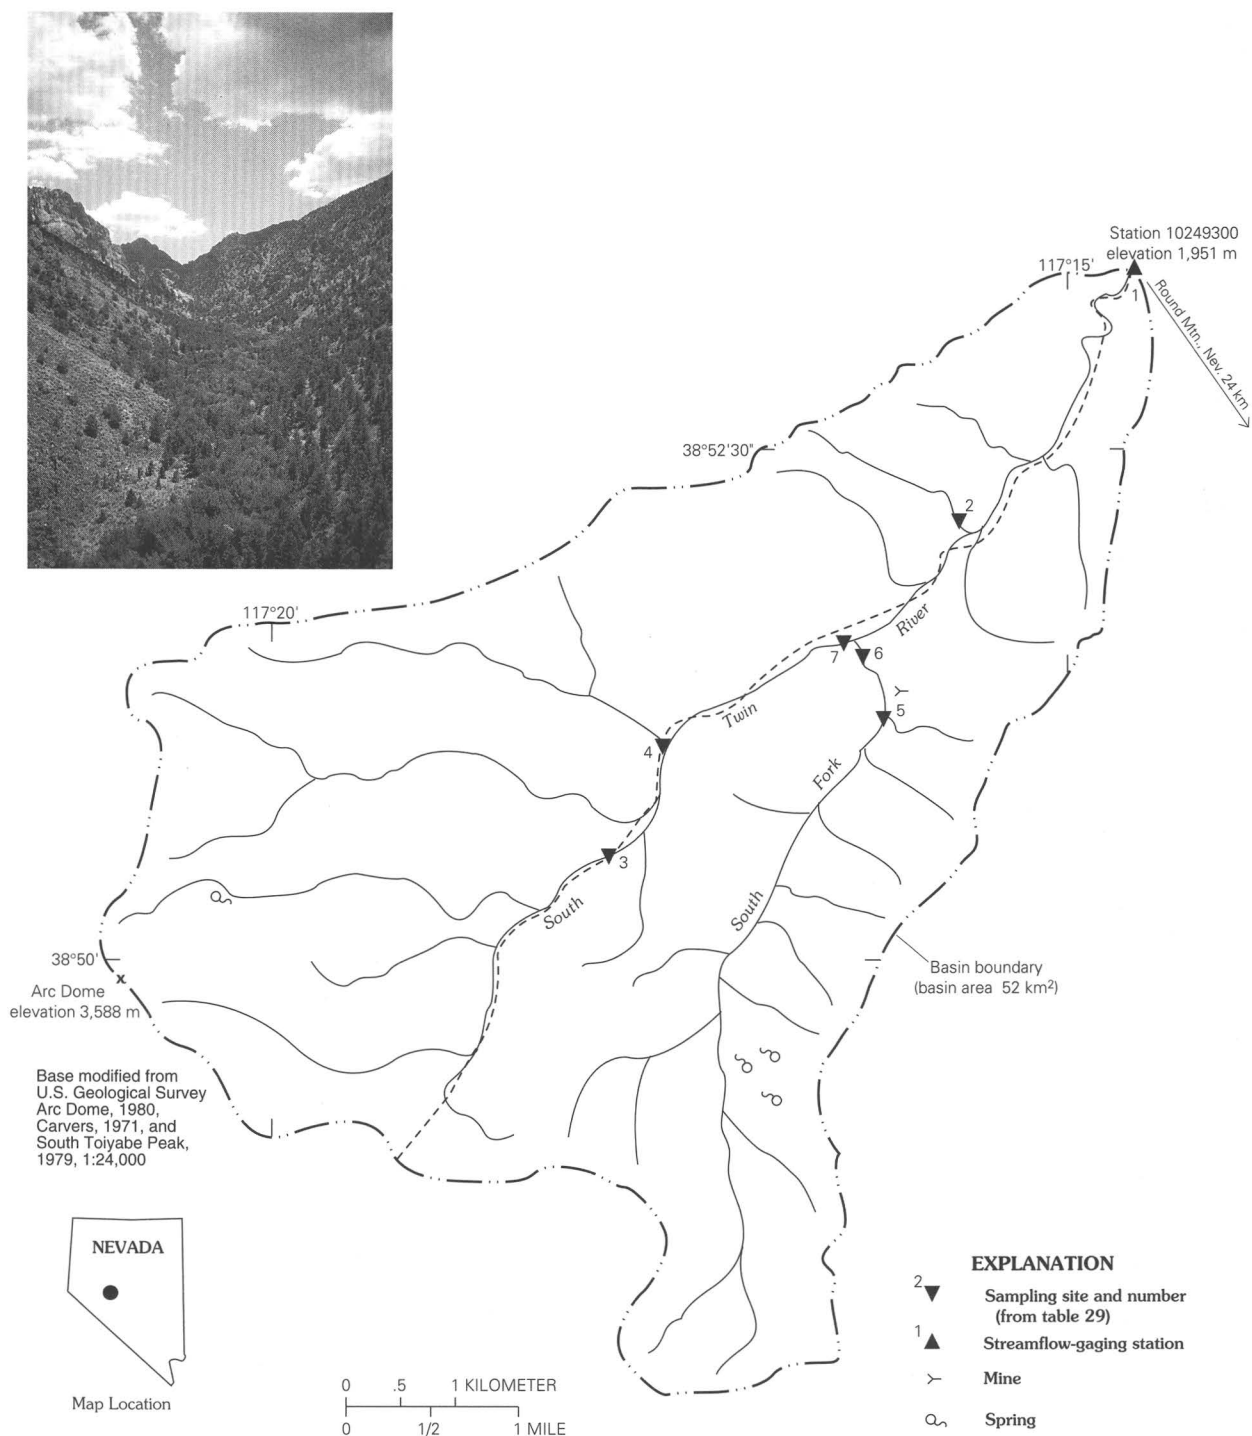 Station 10249300
elevation 1,951 m
117°15'
1
Round Mtn., Nev. 24 km
38°52'30"
2
117°20'
River
7
6
5
Twin
4
Fork
3
South
South
38°50'
x
Arc Dome
elevation 3,588 m
Basin boundary
(basin area 52 km²)
Base modified from
U.S. Geological Survey
Arc Dome, 1980,
Carvers, 1971, and
South Toiyabe Peak,
1979, 1:24,000
NEVADA
Map Location
0 .5 1 KILOMETER
0 1/2 1 MILE
EXPLANATION
2 Sampling site and number
(from table 29)
1 Streamflow-gaging station
Mine
Spring